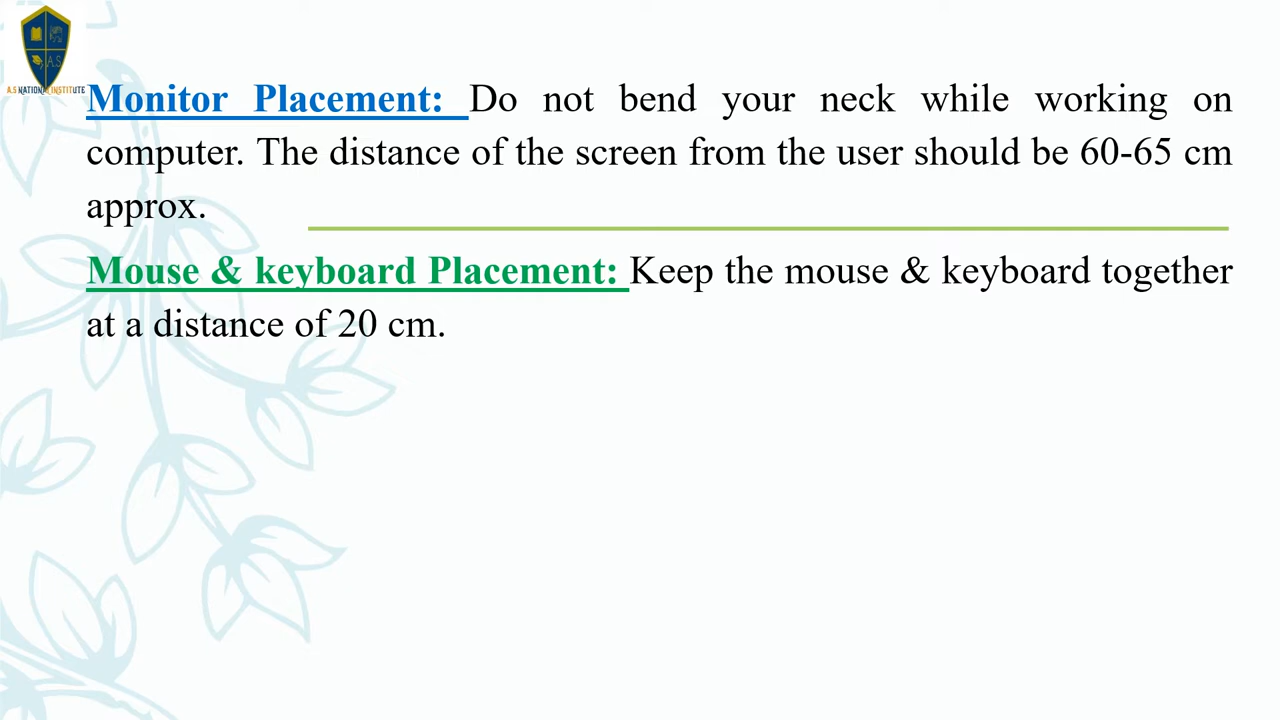 A.S NATIONAL INSTITUTE
A.S
Monitor Placement: Do not bend your neck while working on
computer. The distance of the screen from the user should be 60-65 cm
approx.
Mouse & keyboard Placement: Keep the mouse & keyboard together
at a distance of 20 cm.